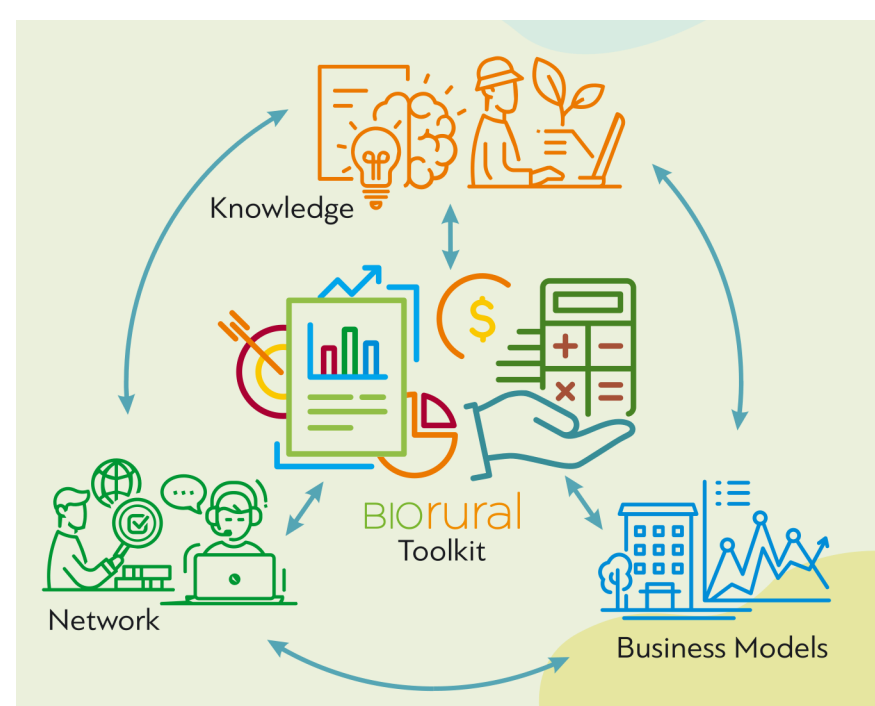 Knowledge
$
BIOrural
Toolkit
Network
Business Models